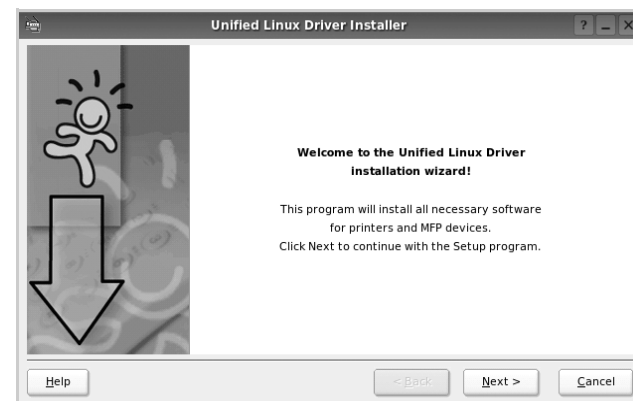 Unified Linux Driver Installer
Welcome to the Unified Linux Driver
installation wizard!
This program will install all necessary software
for printers and MFP devices.
Click Next to continue with the Setup program.
Help
< Back
Next >
Cancel